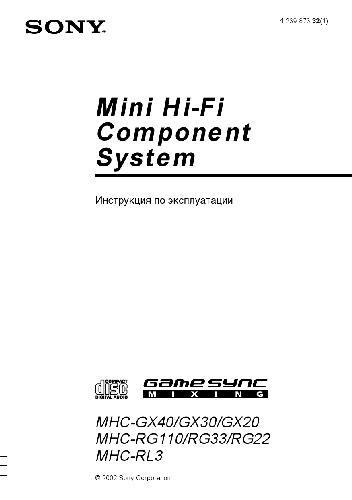 SONY®
4-239-873-32(1)
Mini Hi-Fi
Component
System
Инструкция по эксплуатации
COMPACT
disc
DIGITAL AUDIO
GAME SYNC
MIXING
MHC-GX40/GX30/GX20
MHC-RG110/RG33/RG22
MHC-RL3
© 2002 Sony Corporation